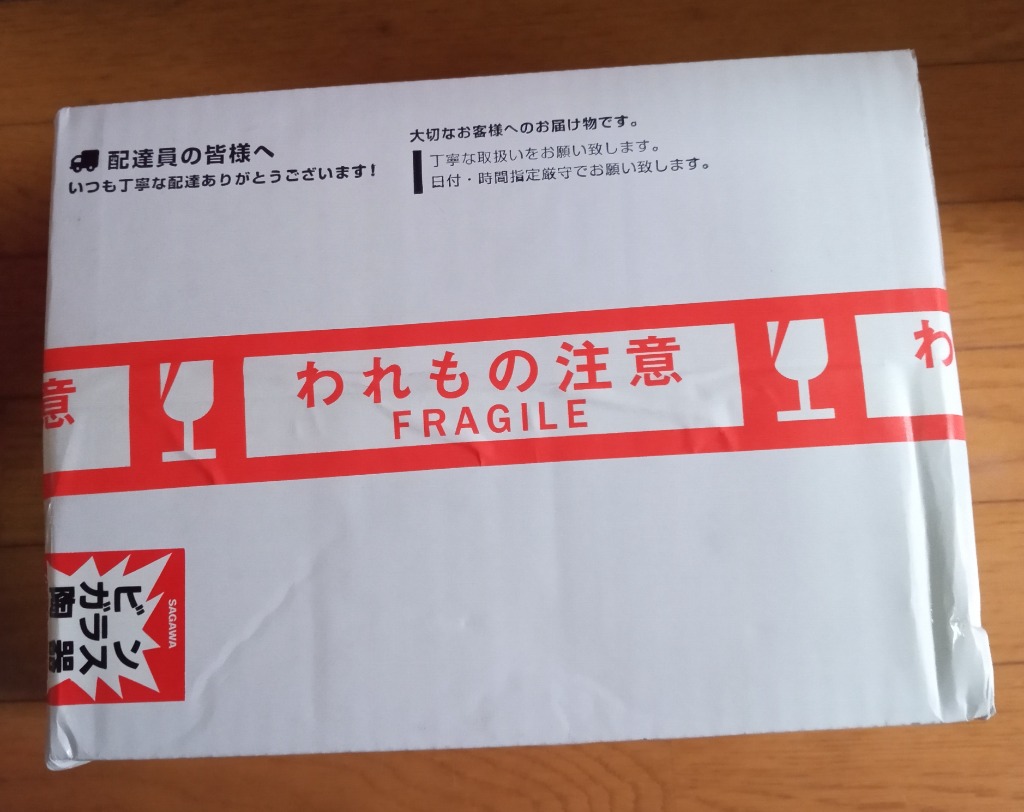 配達員の皆様へ
いつも丁寧な配達ありがとうございます！
大切なお客様へのお届け物です。
丁寧な取扱いをお願い致します。
日付・時間指定厳守でお願い致します。
意
われもの注意
FRAGILE
わ
SAGAWA
ビン
ガラス
陶器